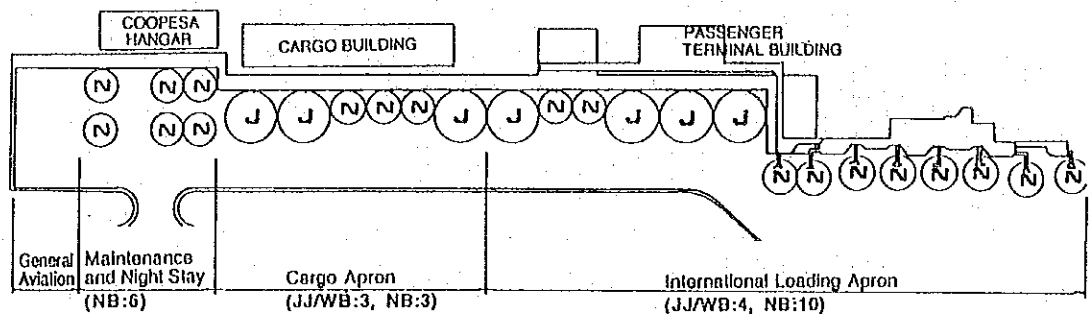 COOPESA
HANGAR
CARGO BUILDING
PASSENGER
TERMINAL BUILDING
N N N
J J N N N J J N N J J J
N N N
N N N N N N N N
General
Aviation
Maintenance
and Night Stay
(NB:6)
Cargo Apron
(JJ/WB:3, NB:3)
International Loading Apron
(JJ/WB:4, NB:10)